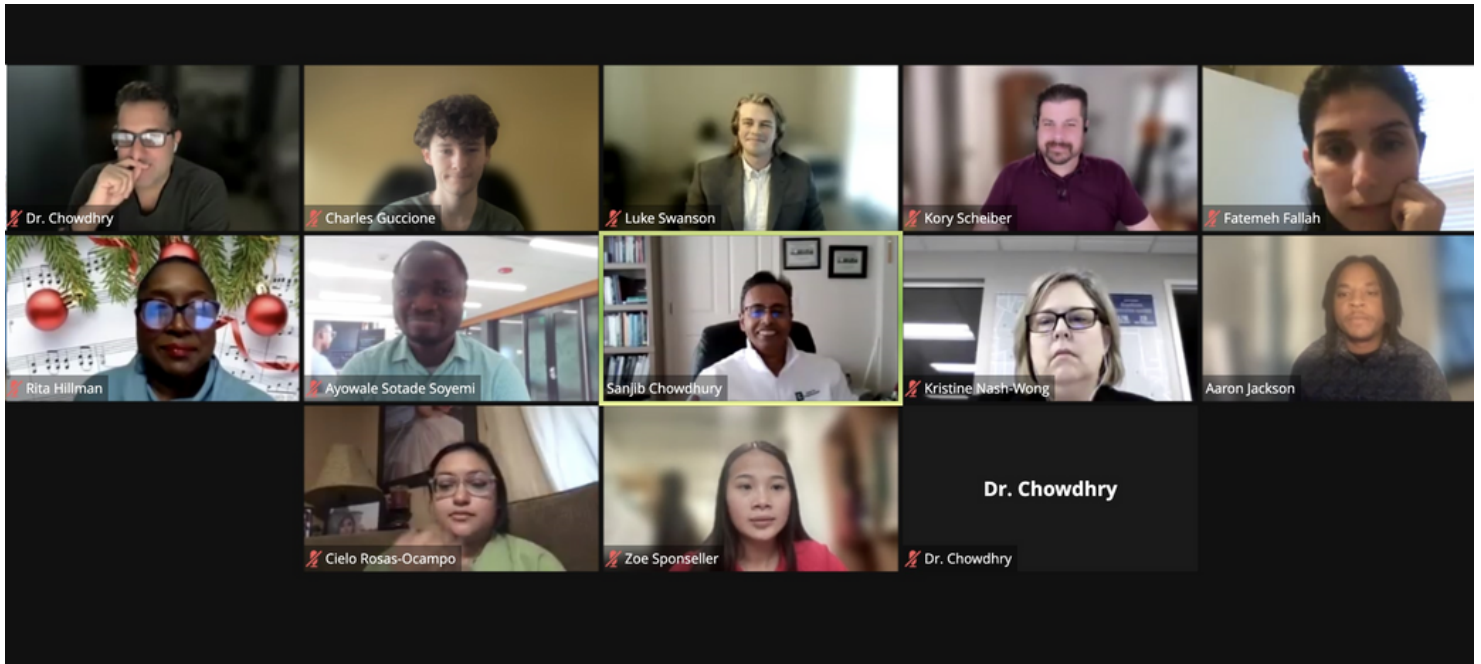 Dr. Chowdhry
Charles Guccione
Luke Swanson
Kory Scheiber
Fatemeh Fallah
Rita Hillman
Ayowale Sotade Soyemi
Sanjib Chowdhury
Kristine Nash-Wong
Aaron Jackson
Dr. Chowdhry
Cielo Rosas-Ocampo
Zoe Sponseller
Dr. Chowdhry